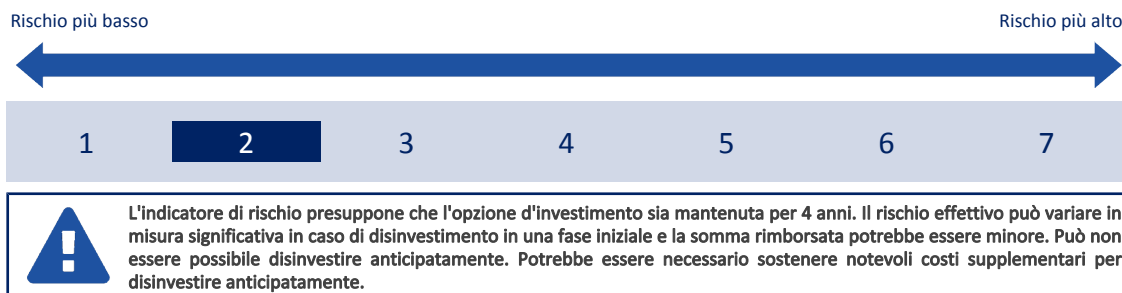 Rischio più basso Rischio più alto
1 2 3 4 5 6 7
L'indicatore di rischio presuppone che l'opzione d'investimento sia mantenuta per 4 anni. Il rischio effettivo può variare in
misura significativa in caso di disinvestimento in una fase iniziale e la somma rimborsata potrebbe essere minore. Può non
essere possibile disinvestire anticipatamente. Potrebbe essere necessario sostenere notevoli costi supplementari per
disinvestire anticipatamente.